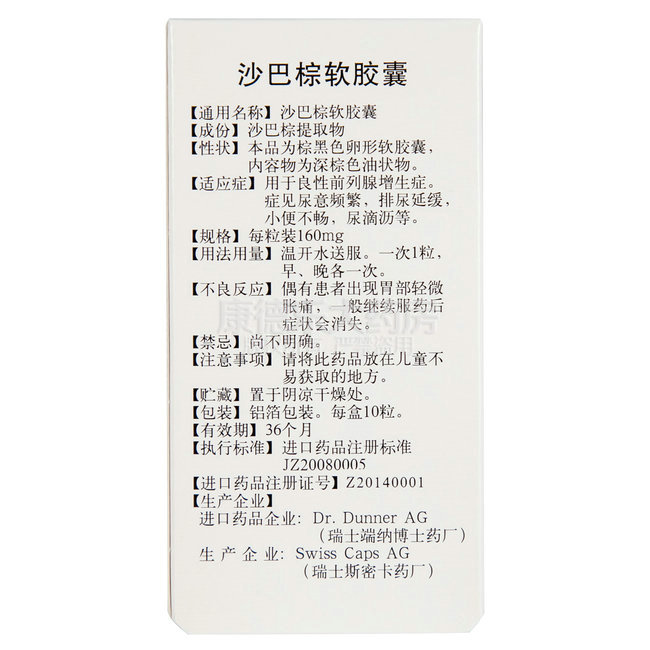 沙巴棕软胶囊
【通用名称】沙巴棕软胶囊
【成份】沙巴棕提取物
【性状】本品为棕黑色卵形软胶囊，
内容物为深棕色油状物。
【适应症】用于良性前列腺增生症。
症见尿意频繁，排尿延缓，
小便不畅，尿滴沥等。
【规格】每粒装160mg
【用法用量】温开水送服。一次1粒，
早、晚各一次。
【不良反应】偶有患者出现胃部轻微
胀痛，一般继续服药后
症状会消失。
【禁忌】尚不明确。
【注意事项】请将此药品放在儿童不
易获取的地方。
【贮藏】置于阴凉干燥处。
【包装】铝箔包装。每盒10粒。
【有效期】36个月
【执行标准】进口药品注册标准
JZ20080005
【进口药品注册证号】Z20140001
【生产企业】
进口药品企业: Dr. Dunner AG
（瑞士端纳博士药厂）
生 产 企 业: Swiss Caps AG
（瑞士斯密卡药厂）